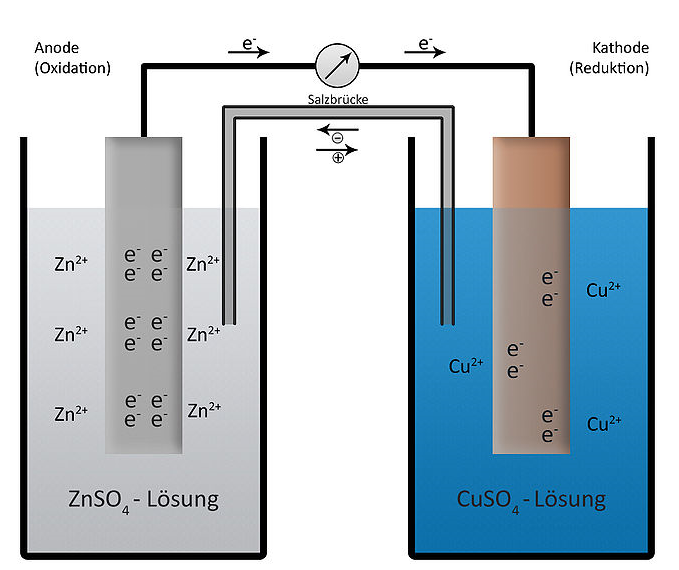 Anode
(Oxidation)
e⁻
e⁻
Kathode
(Reduktion)
Salzbrücke
⊖
⊕
Zn²⁺
e⁻ e⁻
e⁻ e⁻
Zn²⁺
Zn²⁺
e⁻ e⁻
e⁻ e⁻
Zn²⁺
Zn²⁺
e⁻ e⁻
e⁻ e⁻
Zn²⁺
ZnSO₄ - Lösung
e⁻
e⁻
Cu²⁺
Cu²⁺
e⁻
e⁻
e⁻
e⁻
Cu²⁺
CuSO₄ - Lösung